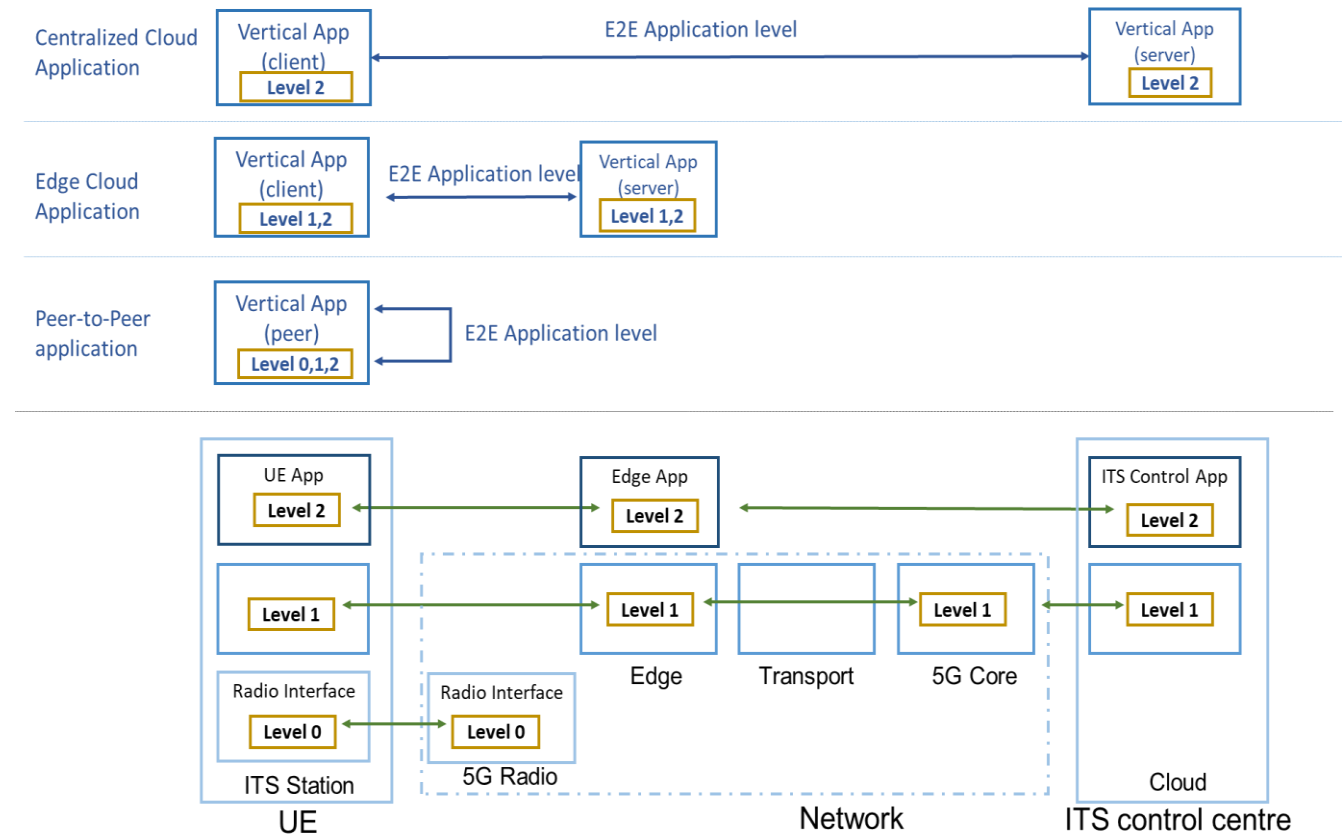 Centralized Cloud
Application
Vertical App
(client)
Level 2
E2E Application level
Vertical App
(server)
Level 2
Edge Cloud
Application
Vertical App
(client)
Level 1,2
E2E Application level
Vertical App
(server)
Level 1,2
Peer-to-Peer
application
Vertical App
(peer)
Level 0,1,2
E2E Application level
UE App
Level 2
Edge App
Level 2
ITS Control App
Level 2
Level 1
Level 1
Level 1
Level 1
Edge
Transport
5G Core
Radio Interface
Level 0
Radio Interface
Level 0
ITS Station
5G Radio
Cloud
UE
Network
ITS control centre